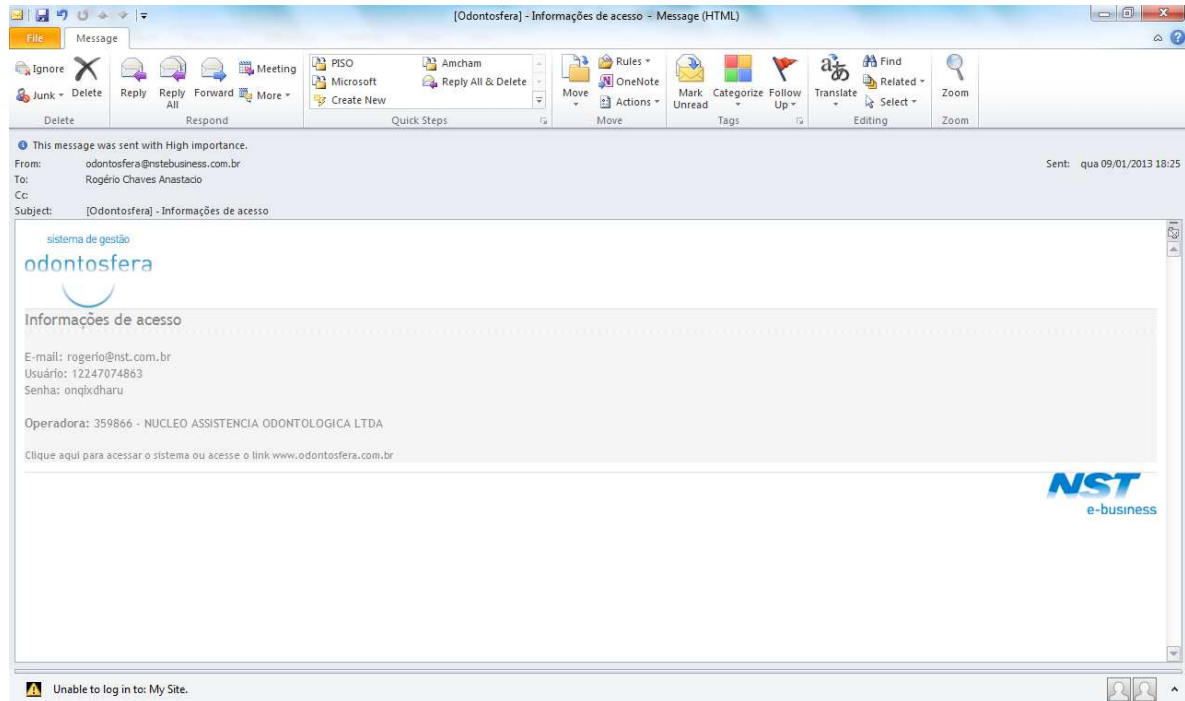 [Odontosfera] - Informações de acesso - Message (HTML)
File Message
Ignore
Junk
Delete
Delete
Reply
Reply All
Forward
Meeting
More
Respond
PISO
Microsoft
Create New
Amcham
Reply All & Delete
Quick Steps
Move
Rules
OneNote
Actions
Move
Mark Unread
Categorize
Follow Up
Tags
Translate
Find
Related
Select
Editing
Zoom
Zoom
This message was sent with High importance.
From: odontosfera@nstebusiness.com.br
Sent: qua 09/01/2013 18:25
To: Rogério Chaves Anastacio
Cc:
Subject: [Odontosfera] - Informações de acesso
sistema de gestão
odontosfera
Informações de acesso
E-mail: rogerio@nst.com.br
Usuário: 12247074863
Senha: onqixdharu
Operadora: 359866 - NUCLEO ASSISTENCIA ODONTOLOGICA LTDA
Clique aqui para acessar o sistema ou acesse o link www.odontosfera.com.br
NST
e-business
Unable to log in to: My Site.